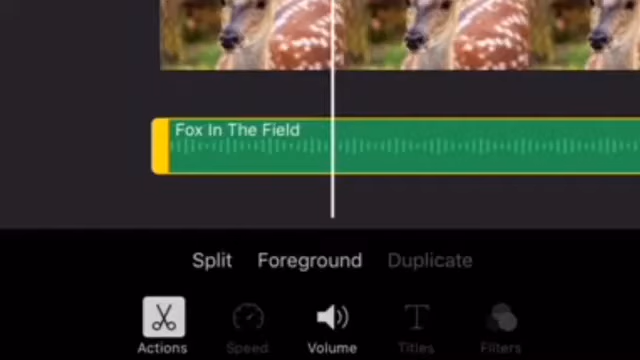 Fox In The Field
Split Foreground Duplicate
Actions Speed Volume Titles Filters